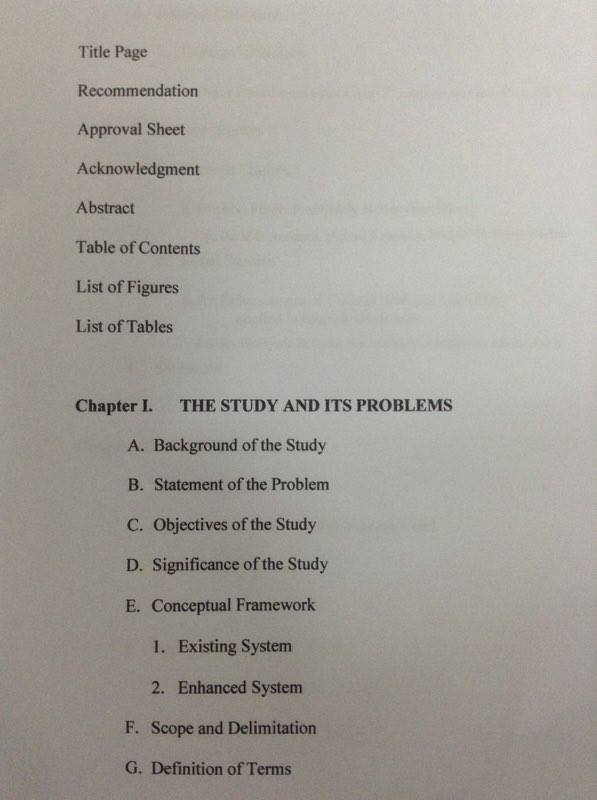 Title Page
Recommendation
Approval Sheet
Acknowledgment
Abstract
Table of Contents
List of Figures
List of Tables
Chapter I. THE STUDY AND ITS PROBLEMS
A. Background of the Study
B. Statement of the Problem
C. Objectives of the Study
D. Significance of the Study
E. Conceptual Framework
1. Existing System
2. Enhanced System
F. Scope and Delimitation
G. Definition of Terms